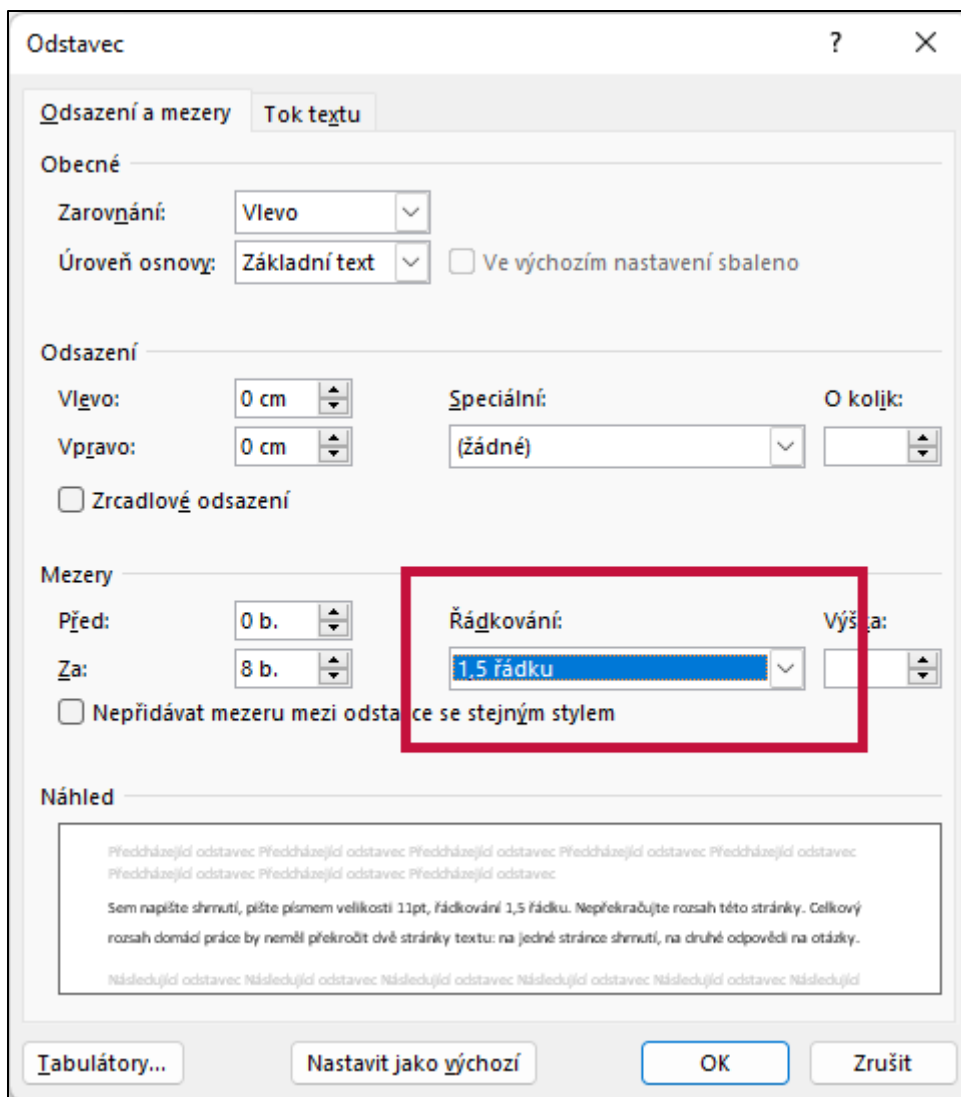 Odstavec ?
Odsazení a mezery Tok textu
Obecné
Zarovnání: Vlevo
Úroveň osnovy: Základní text Ve výchozím nastavení sbaleno
Odsazení
Vlevo: 0 cm Speciální: O kolik:
Vpravo: 0 cm (žádné)
Zrcadlové odsazení
Mezery
Před: 0 b. Řádkování: Výška:
Za: 8 b. 1,5 řádku
Nepřidávat mezeru mezi odstavce se stejným stylem
Náhled
Předcházející odstavec Předcházející odstavec Předcházející odstavec Předcházející odstavec Předcházející odstavec
Předcházející odstavec Předcházející odstavec Předcházející odstavec
Sem napište shrnutí, pište písmem velikosti 11pt, řádkování 1,5 řádku. Nepřekračujte rozsah této stránky. Celkový
rozsah domácí práce by neměl překročit dvě stránky textu: na jedné stránce shrnutí, na druhé odpovědi na otázky.
Následující odstavec Následující odstavec Následující odstavec Následující odstavec Následující odstavec Následující
Tabulátory... Nastavit jako výchozí OK Zrušit